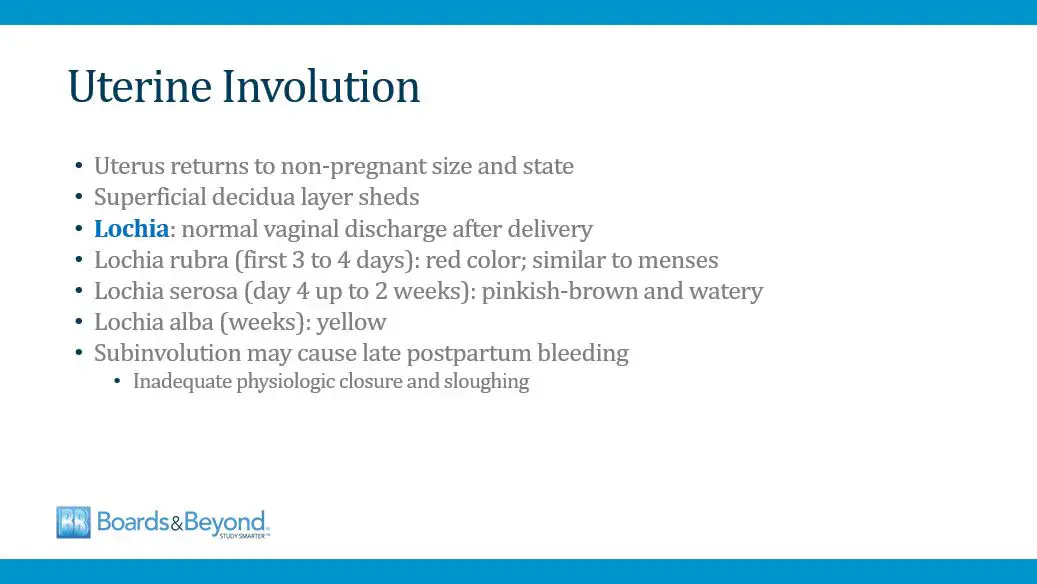 Uterine Involution
• Uterus returns to non-pregnant size and state
• Superficial decidua layer sheds
• Lochia: normal vaginal discharge after delivery
• Lochia rubra (first 3 to 4 days): red color; similar to menses
• Lochia serosa (day 4 up to 2 weeks): pinkish-brown and watery
• Lochia alba (weeks): yellow
• Subinvolution may cause late postpartum bleeding
• Inadequate physiologic closure and sloughing
BB Boards&Beyond®
STUDY SMARTER™